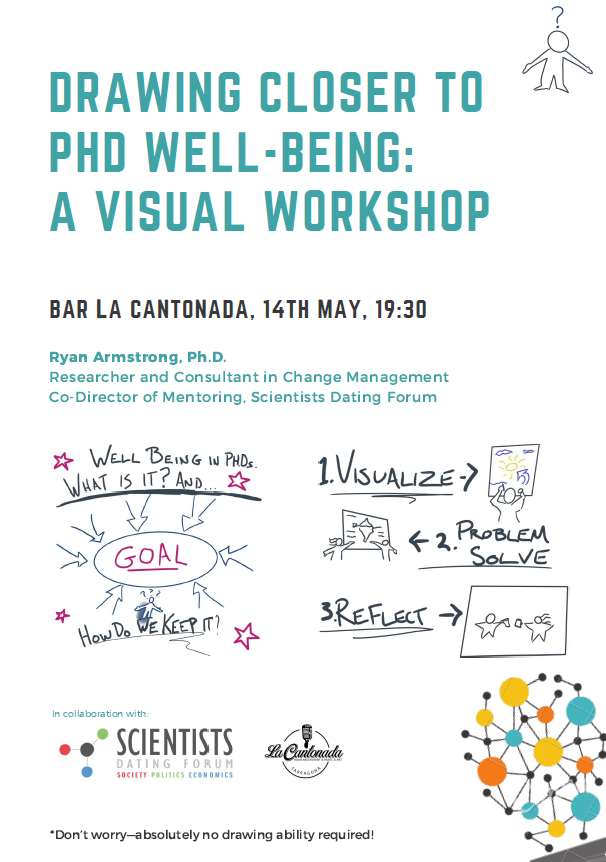 ?
DRAWING CLOSER TO
PHD WELL-BEING:
A VISUAL WORKSHOP
BAR LA CANTONADA, 14TH MAY, 19:30
Ryan Armstrong, Ph.D.
Researcher and Consultant in Change Management
Co-Director of Mentoring, Scientists Dating Forum
WELL BEING IN PHDS.
WHAT IS IT? AND...
GOAL
HOW DO WE KEEP IT?
1. VISUALIZE
2. PROBLEM
SOLVE
3. REFLECT
In collaboration with:
SCIENTISTS
DATING FORUM
SOCIETY POLITICS ECONOMICS
La Cantonada
TARRAGONA
*Don't worry—absolutely no drawing ability required!